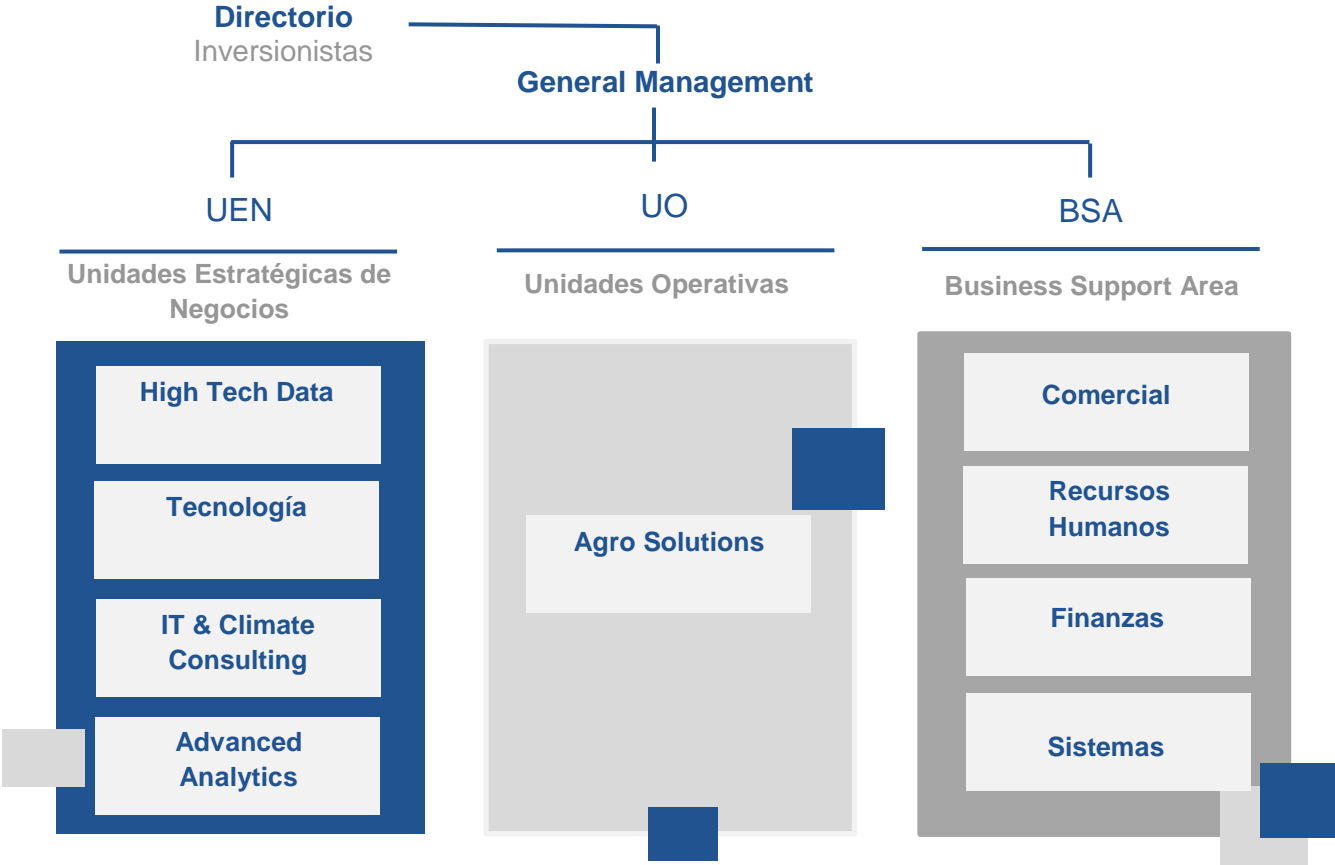 Directorio
Inversionistas
General Management
UEN
Unidades Estratégicas de
Negocios
High Tech Data
Tecnología
IT & Climate
Consulting
Advanced
Analytics
UO
Unidades Operativas
Agro Solutions
BSA
Business Support Area
Comercial
Recursos
Humanos
Finanzas
Sistemas